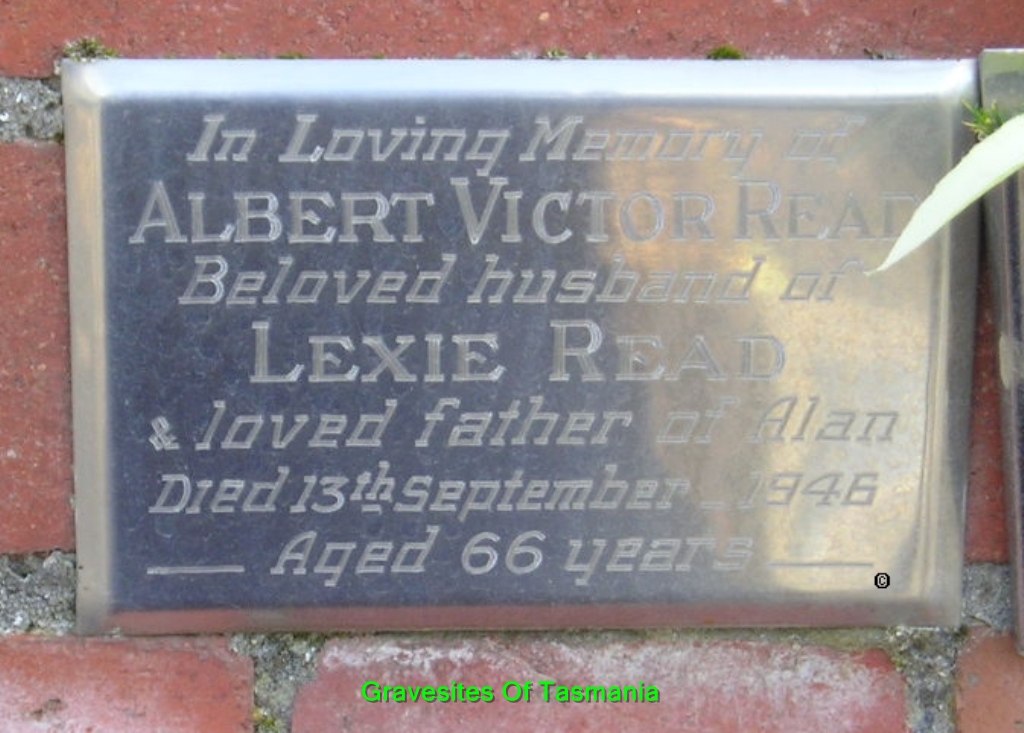 In Loving Memory of
ALBERT VICTOR READ
Beloved husband of
LEXIE READ
& loved father of Alan
Died 13th September _ 1946
— Aged 66 years —
©
Gravesites Of Tasmania